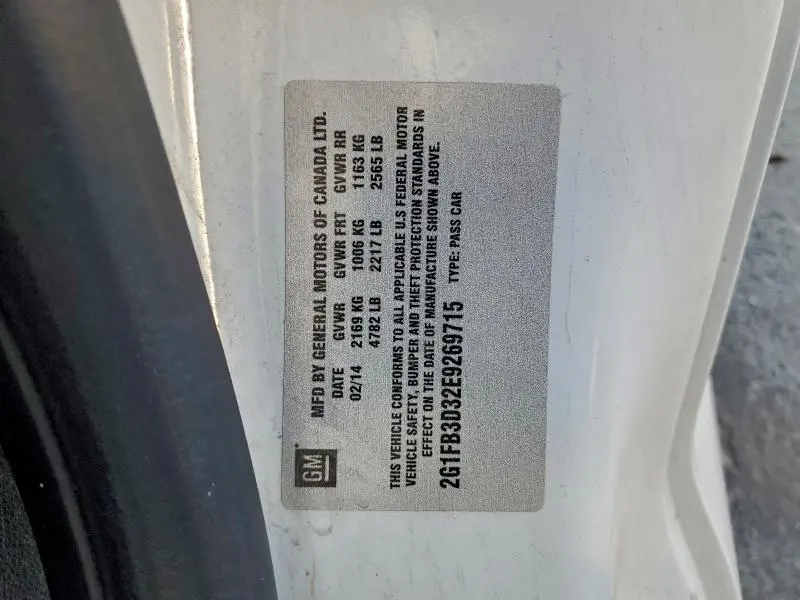 GM
MFD BY GENERAL MOTORS OF CANADA LTD.
DATE GVWR GVWR FRT GVWR RR
02/14 2169 KG 1006 KG 1163 KG
4782 LB 2217 LB 2565 LB
THIS VEHICLE CONFORMS TO ALL APPLICABLE U.S FEDERAL MOTOR
VEHICLE SAFETY, BUMPER AND THEFT PROTECTION STANDARDS IN
EFFECT ON THE DATE OF MANUFACTURE SHOWN ABOVE.
2G1FB3D32E9269715 TYPE: PASS CAR